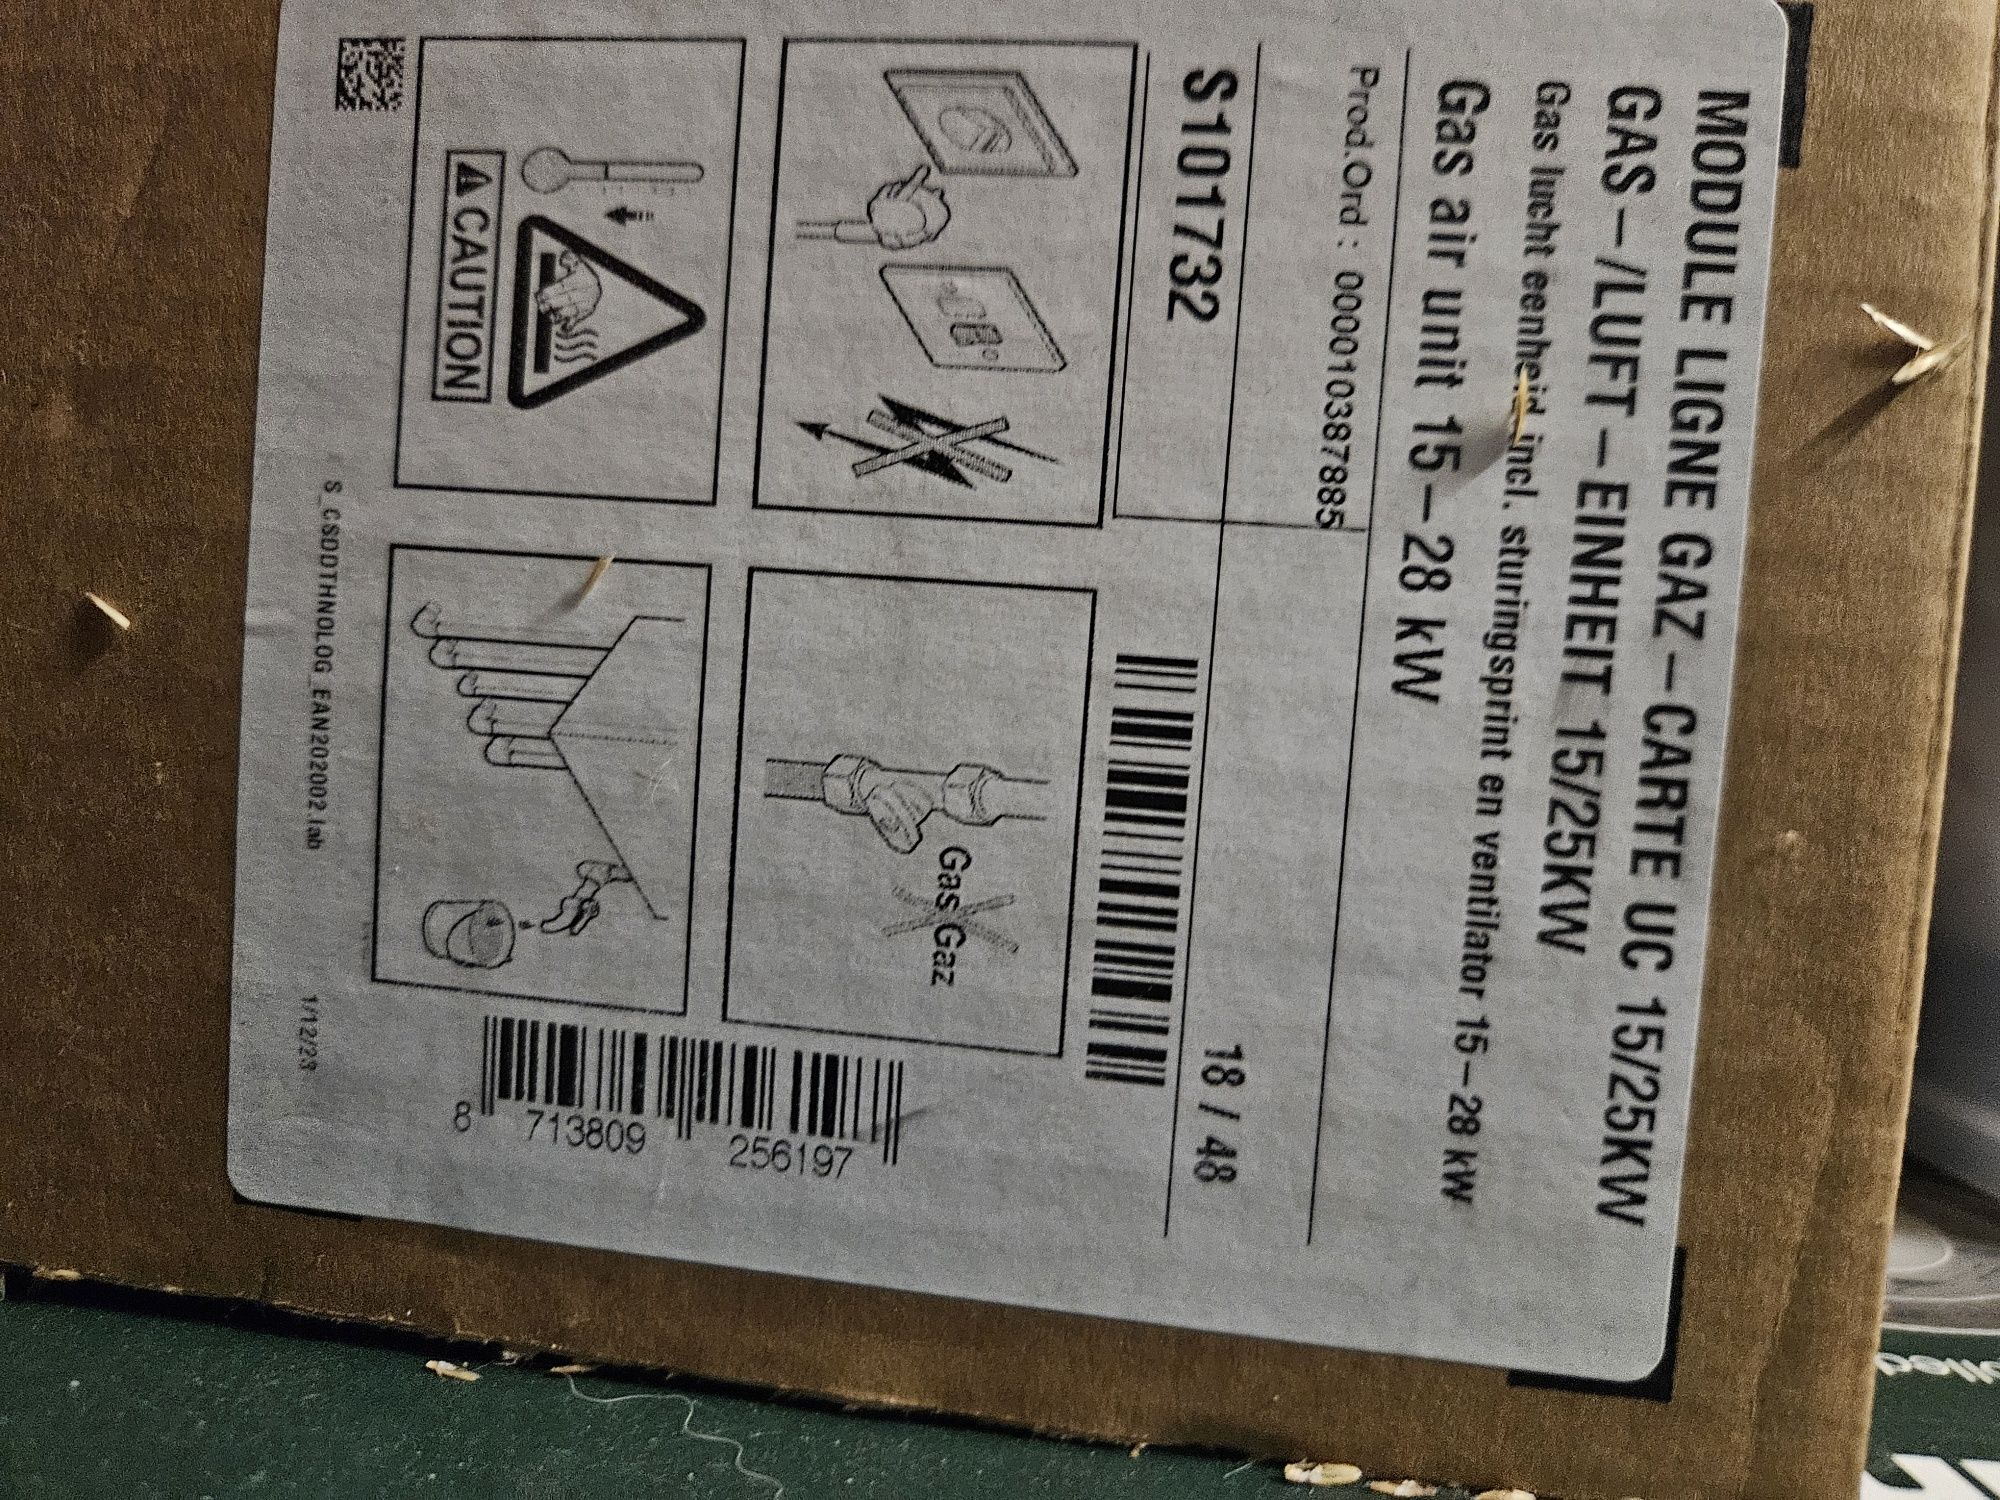 MODULE LIGNE GAZ-CARTE UC 15/25KW
GAS-/LUFT-EINHEIT 15/25KW
Gas lucht eenheid incl. sturingsprint en ventilator 15-28 kW
Gas air unit 15-28 kW
Prod.Ord : 000010387885
S101732
18 / 48
Gas Gaz
CAUTION
8 713809 256197
S_CSDDTHNOLOG_EAN202002.lab
1/12/23